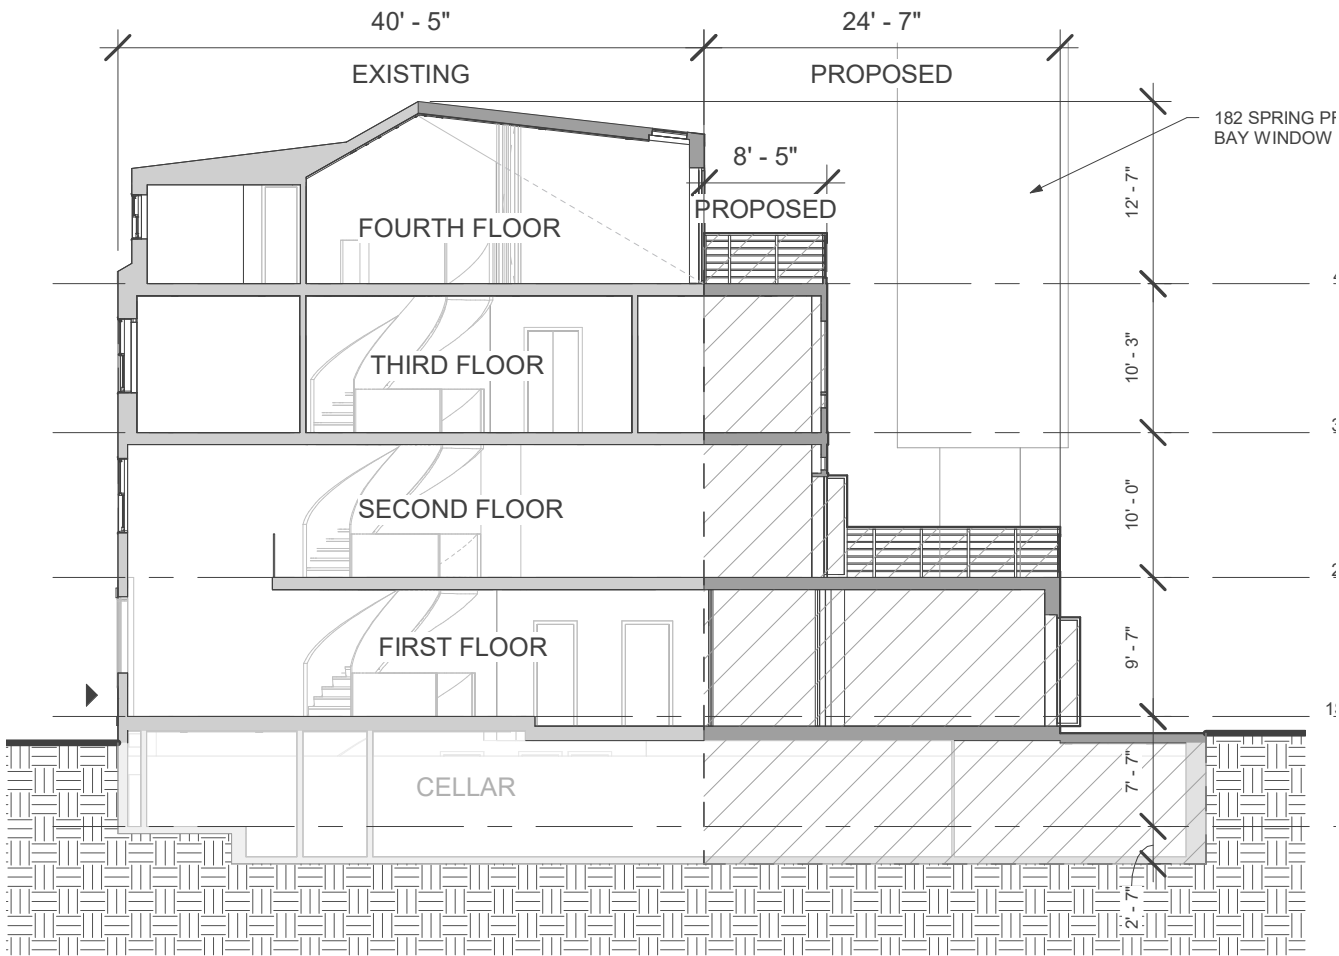 40' - 5"
24' - 7"
EXISTING
PROPOSED
182 SPRING
BAY WINDOW
8' - 5"
PROPOSED
12' - 7"
FOURTH FLOOR
10' - 3"
THIRD FLOOR
10' - 0"
SECOND FLOOR
9' - 7"
FIRST FLOOR
7' - 7"
CELLAR
2' - 7"